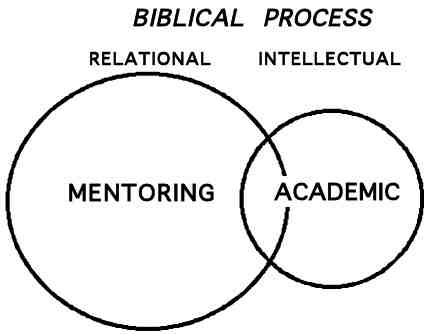 BIBLICAL PROCESS
RELATIONAL INTELLECTUAL
MENTORING ACADEMIC